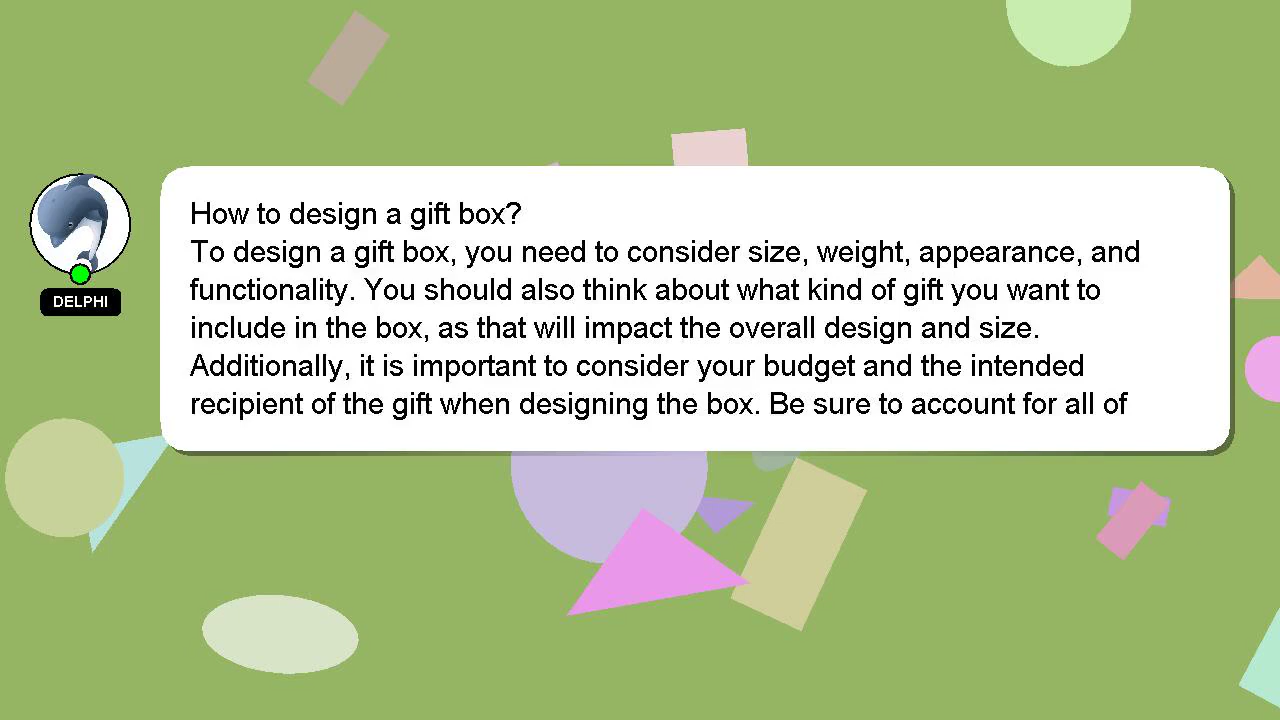 How to design a gift box?
To design a gift box, you need to consider size, weight, appearance, and
functionality. You should also think about what kind of gift you want to
include in the box, as that will impact the overall design and size.
Additionally, it is important to consider your budget and the intended
recipient of the gift when designing the box. Be sure to account for all of
DELPHI